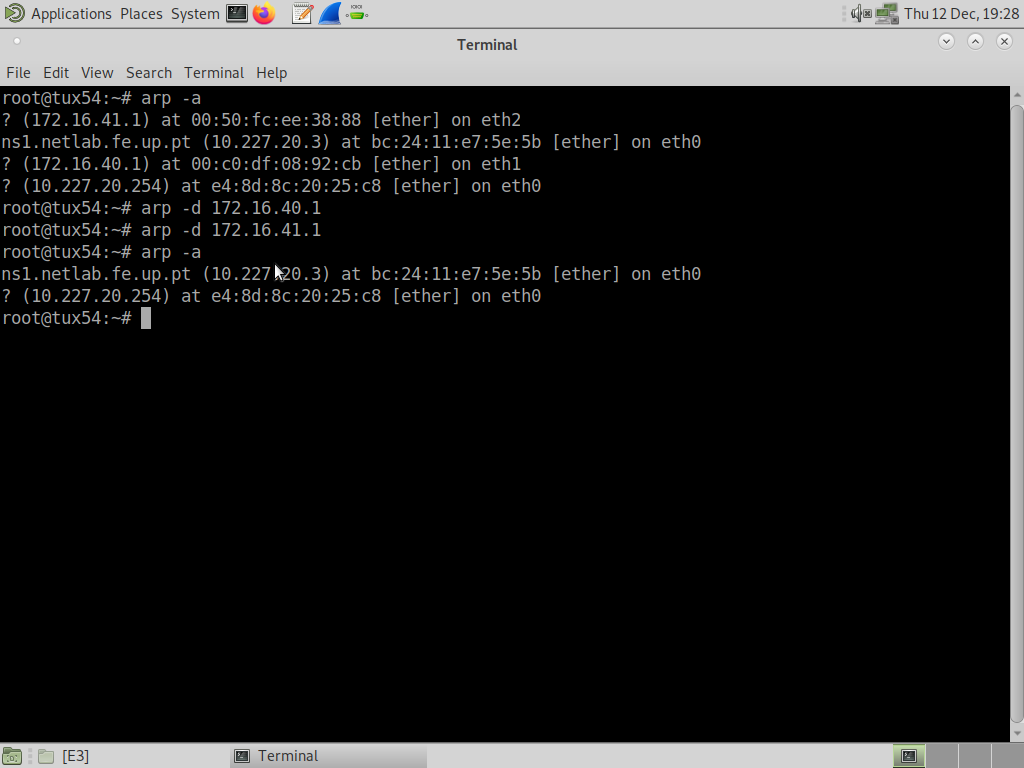 Applications Places System Thu 12 Dec, 19:28
Terminal
File Edit View Search Terminal Help
root@tux54:~# arp -a
? (172.16.41.1) at 00:50:fc:ee:38:88 [ether] on eth2
ns1.netlab.fe.up.pt (10.227.20.3) at bc:24:11:e7:5e:5b [ether] on eth0
? (172.16.40.1) at 00:c0:df:08:92:cb [ether] on eth1
? (10.227.20.254) at e4:8d:8c:20:25:c8 [ether] on eth0
root@tux54:~# arp -d 172.16.40.1
root@tux54:~# arp -d 172.16.41.1
root@tux54:~# arp -a
ns1.netlab.fe.up.pt (10.227.20.3) at bc:24:11:e7:5e:5b [ether] on eth0
? (10.227.20.254) at e4:8d:8c:20:25:c8 [ether] on eth0
root@tux54:~#
[E3] Terminal